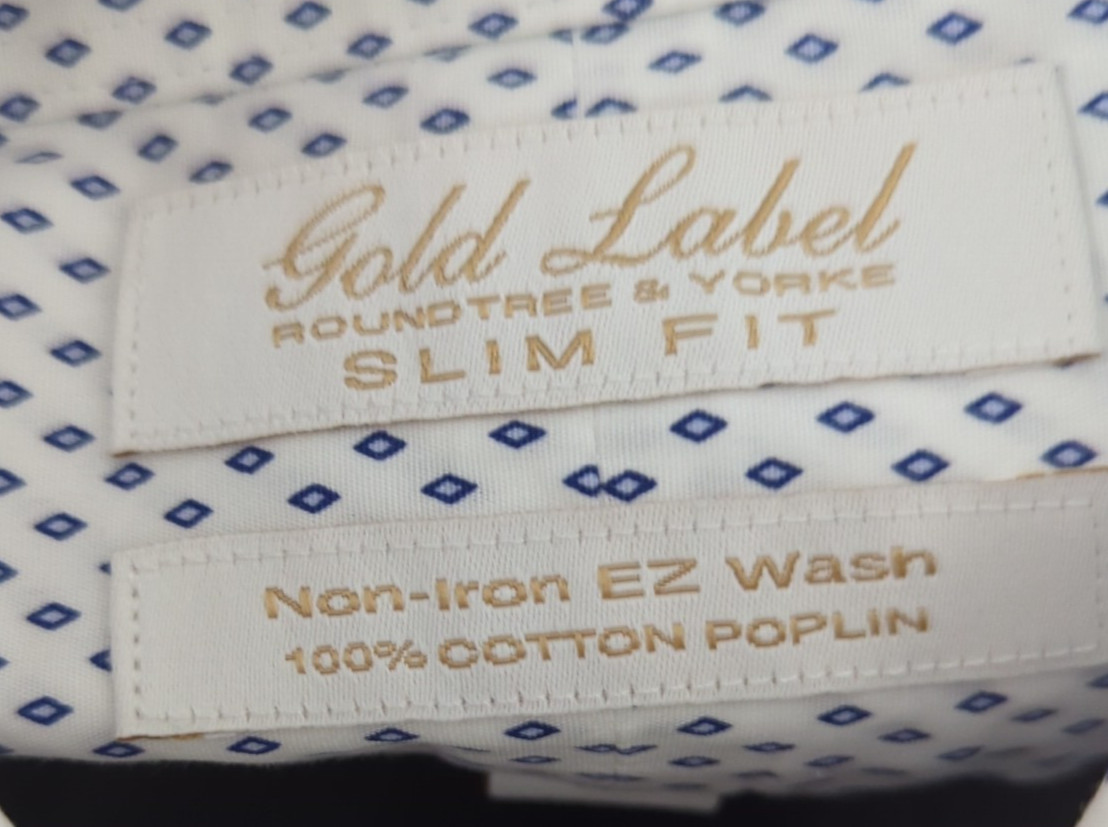 Gold Label
ROUNDTREE & YORKE
SLIM FIT
Non-Iron EZ Wash
100% COTTON POPLIN